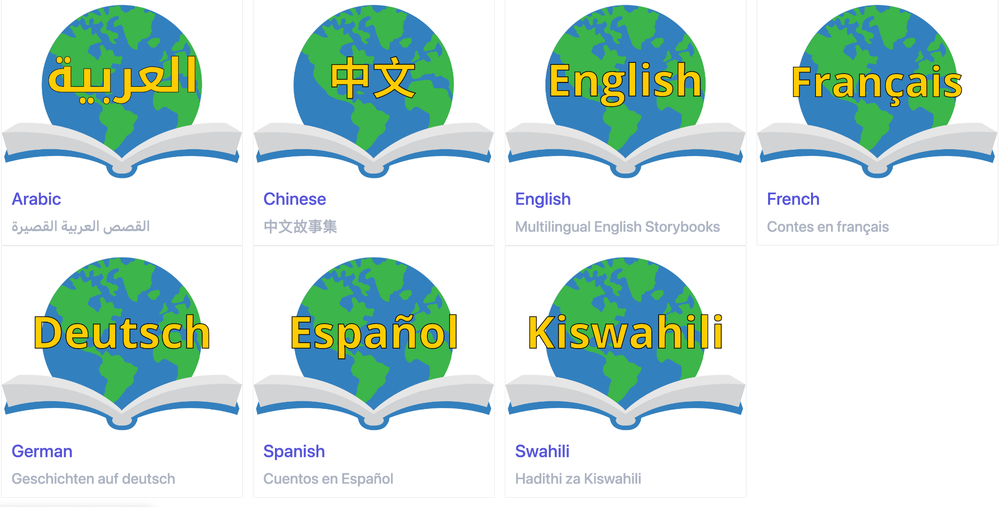 العربية
Arabic
القصص العربية القصيرة
中文
Chinese
中文故事集
English
English
Multilingual English Storybooks
Français
French
Contes en français
Deutsch
German
Geschichten auf deutsch
Español
Spanish
Cuentos en Español
Kiswahili
Swahili
Hadithi za Kiswahili